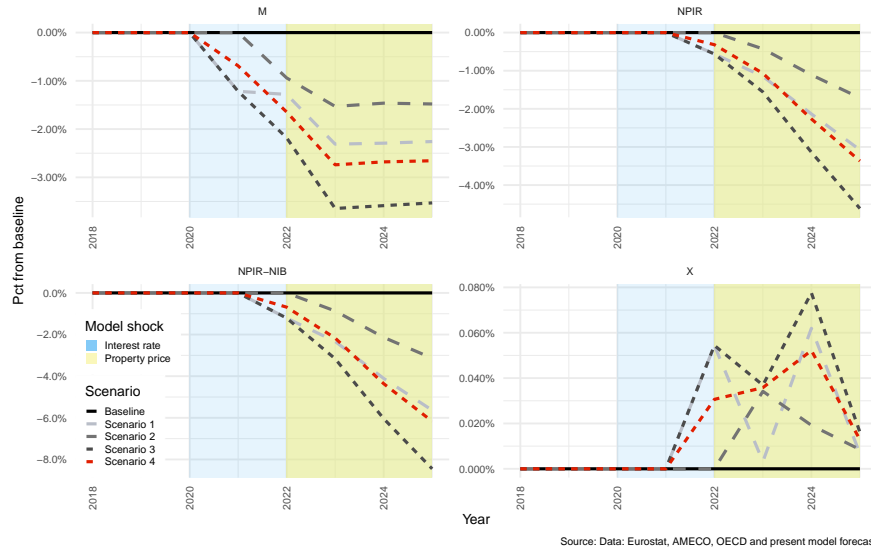 M
NPIR
0.00%
−1.00%
−2.00%
−3.00%
0.00%
−1.00%
−2.00%
−3.00%
−4.00%
2018
2020
2022
2024
2018
2020
2022
2024
Pct from baseline
NPIR−NIB
X
0.0%
−2.0%
−4.0%
−6.0%
−8.0%
Model shock
Interest rate
Property price
Scenario
Baseline
Scenario 1
Scenario 2
Scenario 3
Scenario 4
0.080%
0.060%
0.040%
0.020%
0.000%
2018
2020
2022
2024
2018
2020
2022
2024
Year
Source: Data: Eurostat, AMECO, OECD and present model forecas